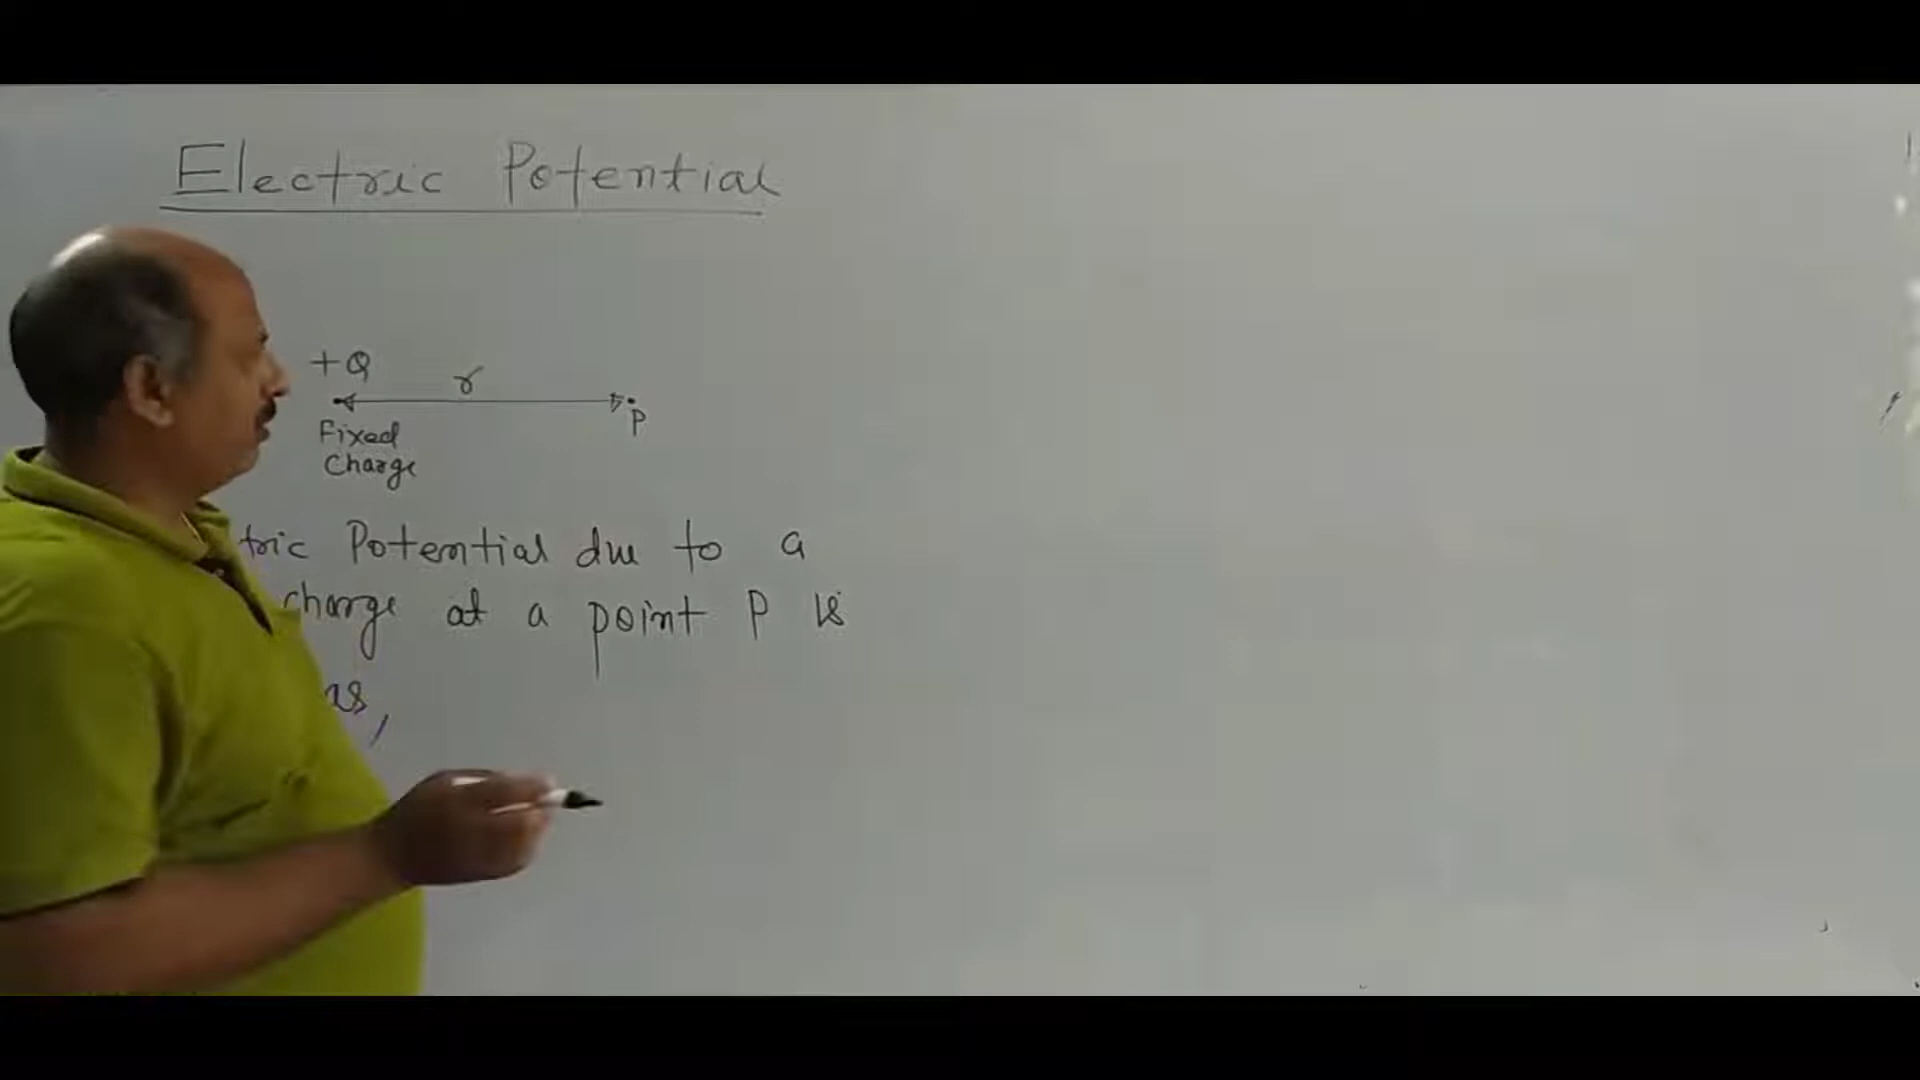 Electric Potential
+Q
r
P
Fixed
Charge
tric Potential due to a
charge at a point P is
as,